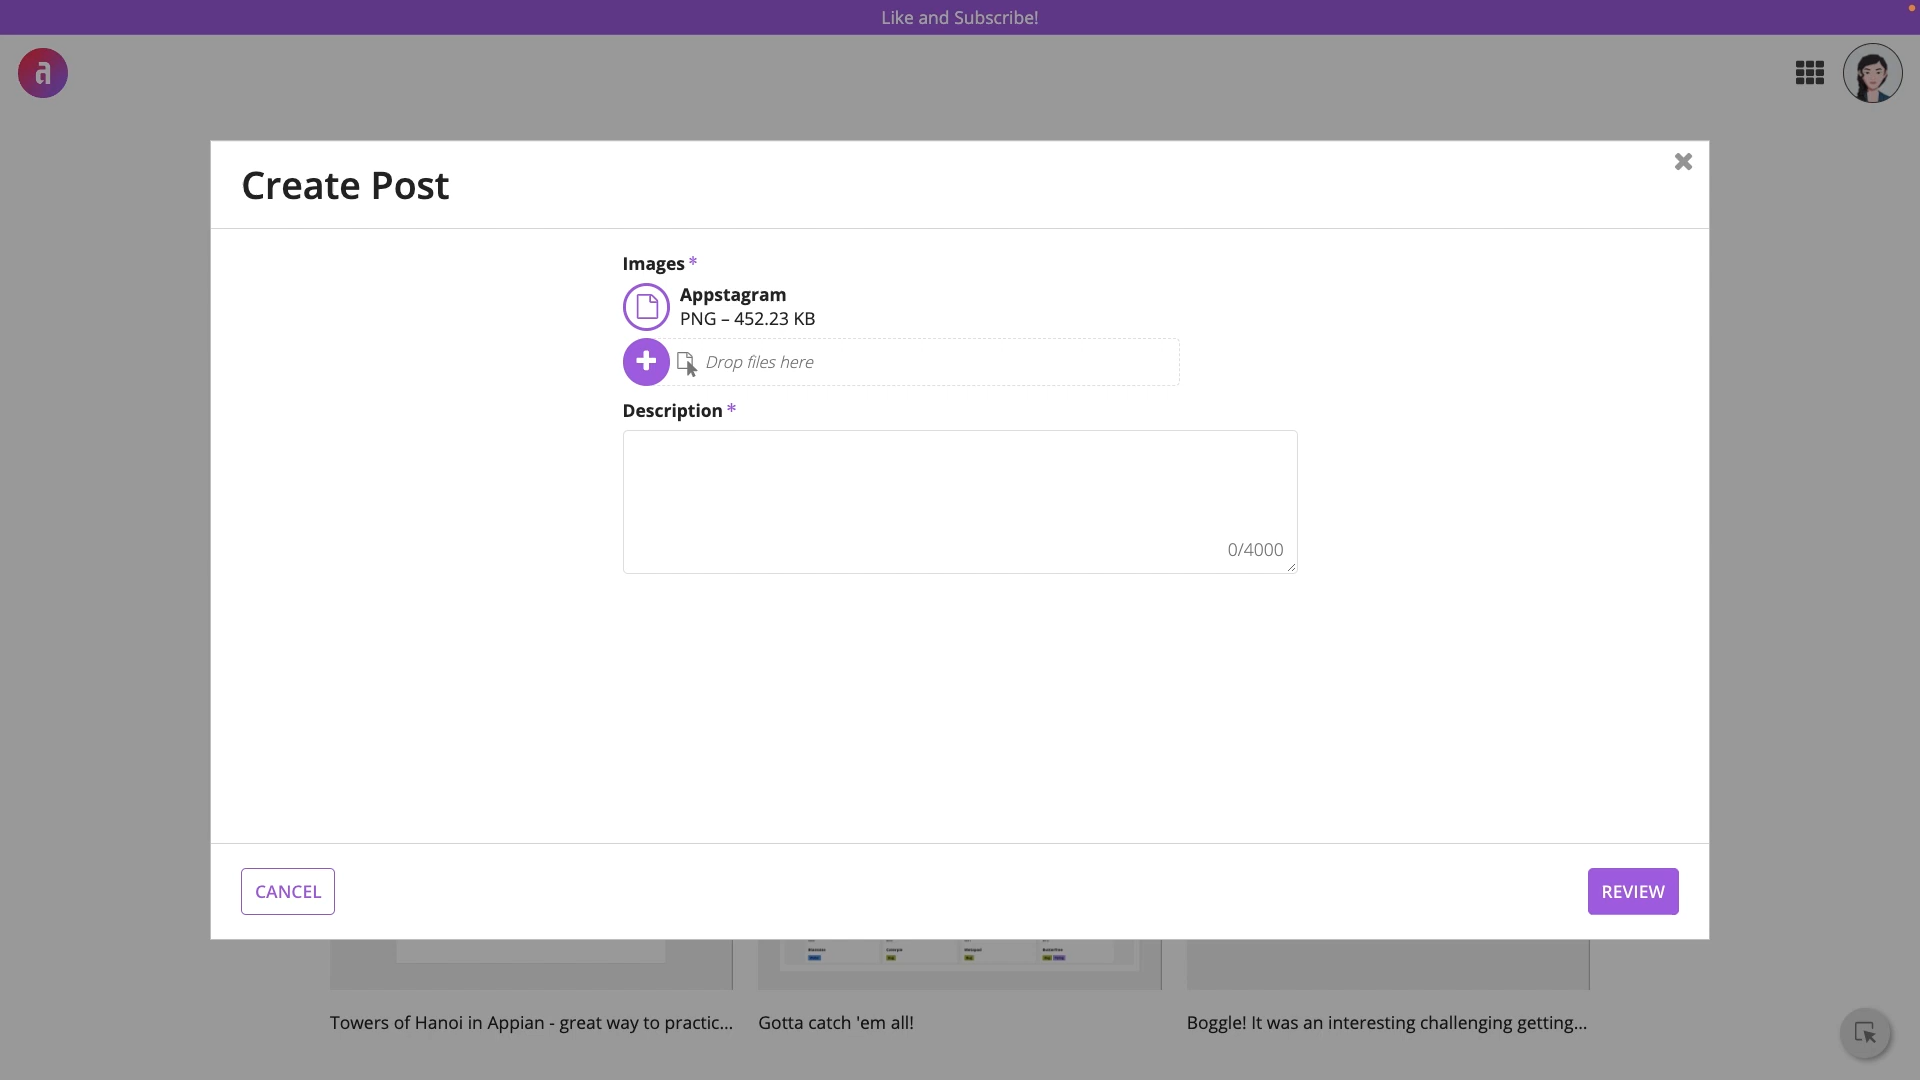 Like and Subscribe!
a
Create Post
Images *
Appstagram
PNG – 452.23 KB
Drop files here
Description *
0/4000
CANCEL
REVIEW
Towers of Hanoi in Appian - great way to practic...
Gotta catch 'em all!
Boggle! It was an interesting challenging getting...